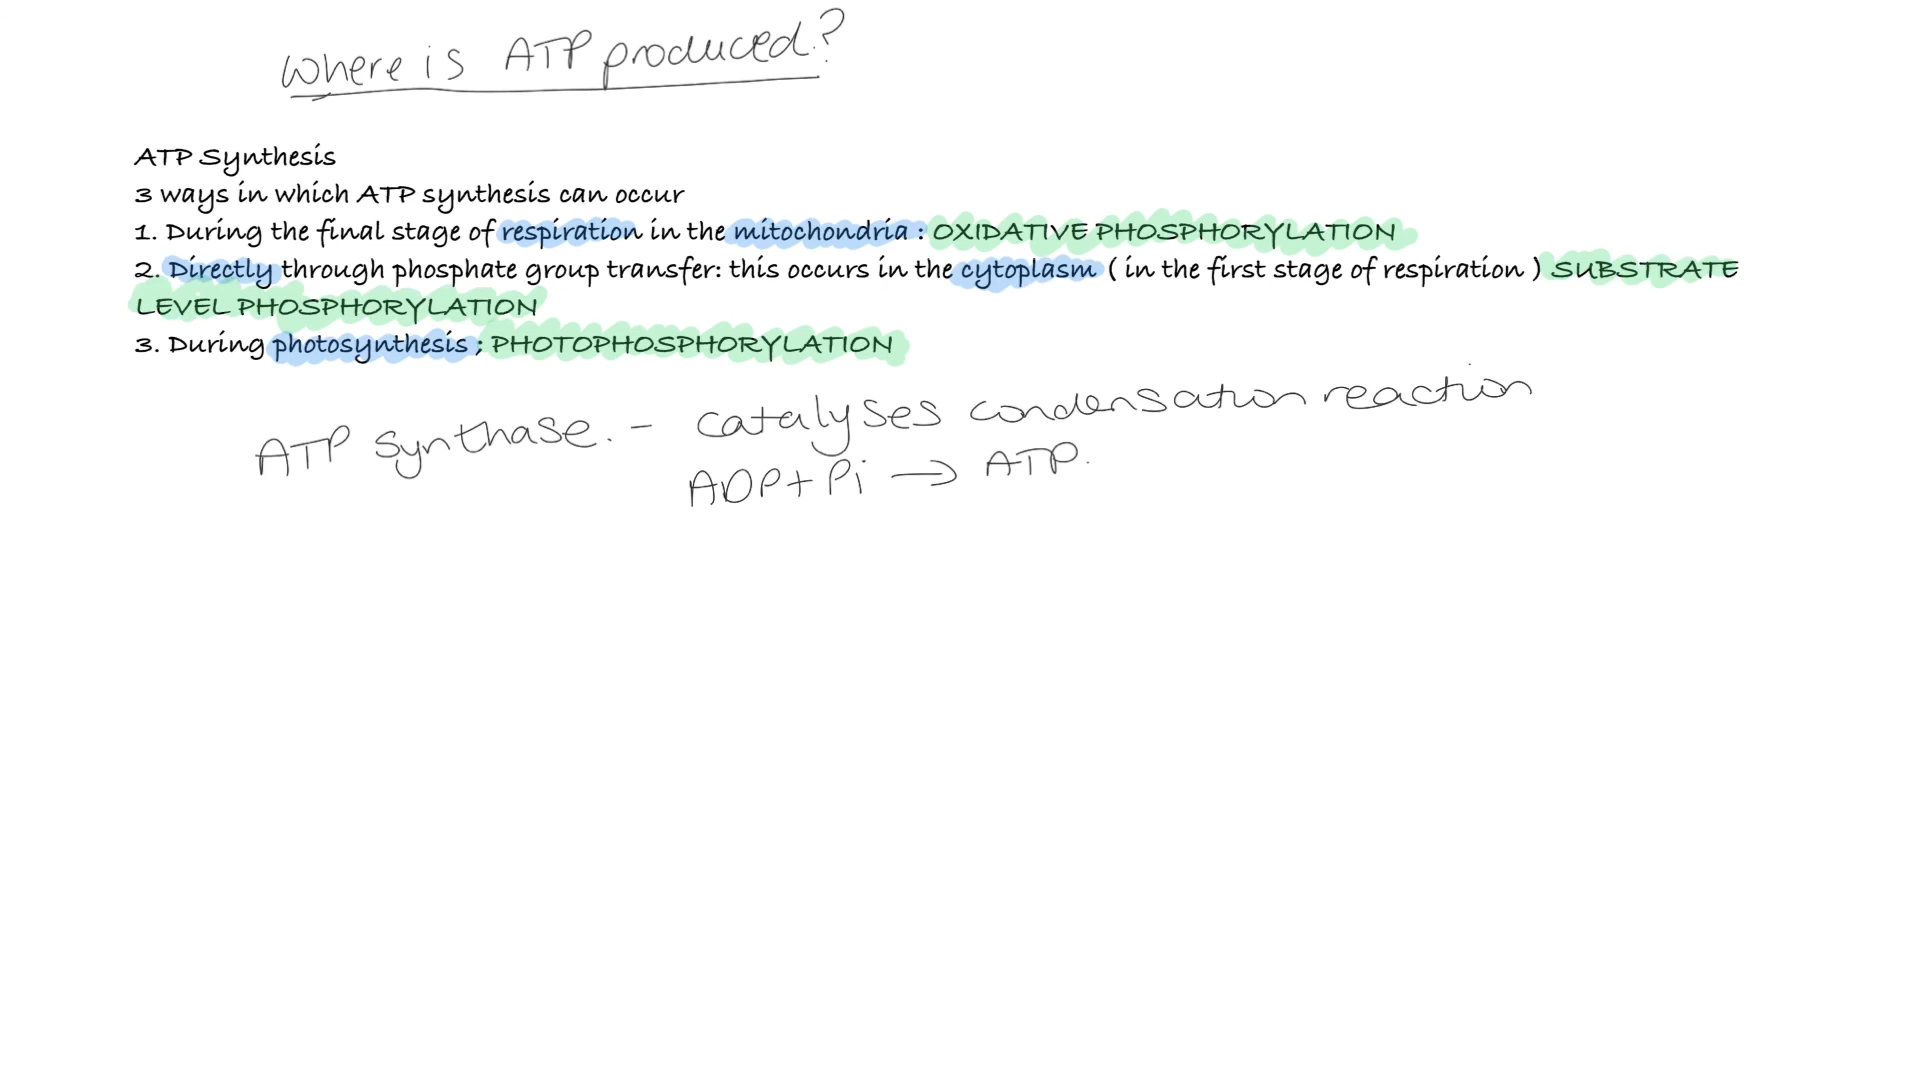 Where is ATP produced?
ATP Synthesis
3 ways in which ATP synthesis can occur
1. During the final stage of respiration in the mitochondria : OXIDATIVE PHOSPHORYLATION
2. Directly through phosphate group transfer: this occurs in the cytoplasm ( in the first stage of respiration ) SUBSTRATE
LEVEL PHOSPHORYLATION
3. During photosynthesis ; PHOTOPHOSPHORYLATION
ATP Synthase. - catalyses condensation reaction
ADP + Pi → ATP.